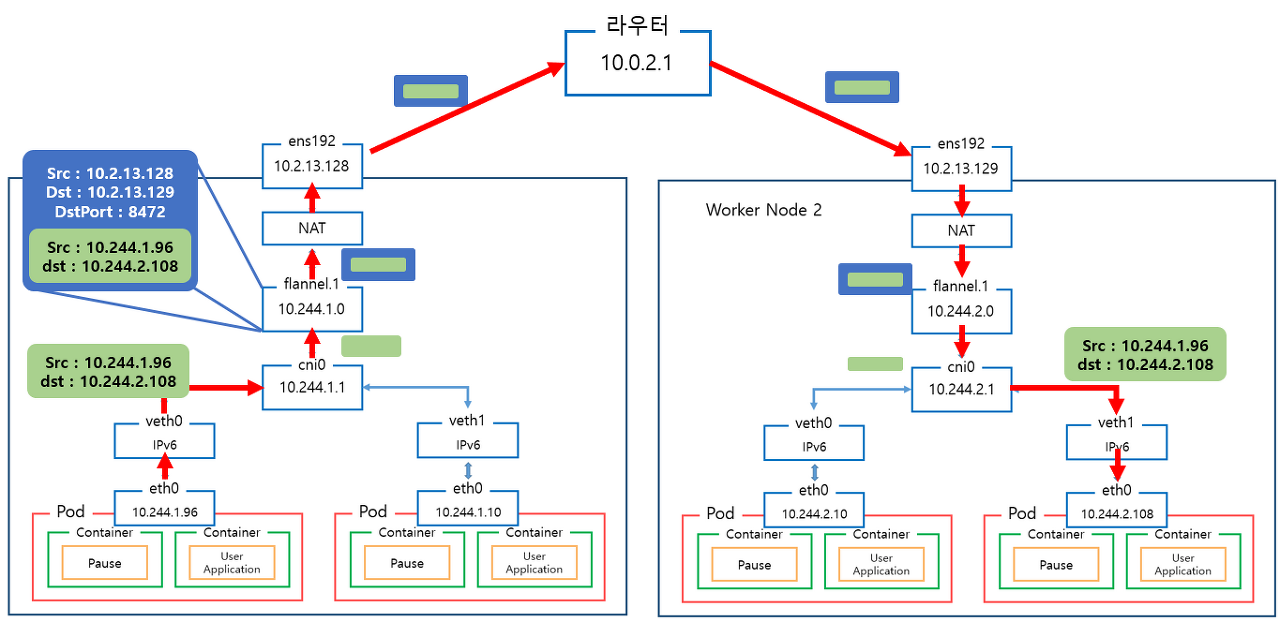 라우터
10.0.2.1
ens192
10.2.13.128
Src : 10.2.13.128
Dst : 10.2.13.129
DstPort : 8472
Src : 10.244.1.96
dst : 10.244.2.108
NAT
flannel.1
10.244.1.0
Src : 10.244.1.96
dst : 10.244.2.108
cni0
10.244.1.1
veth0
IPv6
veth1
IPv6
eth0
10.244.1.96
eth0
10.244.1.10
Pod
Container
Pause
Container
User
Application
Pod
Container
Pause
Container
User
Application
ens192
10.2.13.129
Worker Node 2
NAT
flannel.1
10.244.2.0
Src : 10.244.1.96
dst : 10.244.2.108
cni0
10.244.2.1
veth0
IPv6
veth1
IPv6
eth0
10.244.2.10
eth0
10.244.2.108
Pod
Container
Pause
Container
User
Application
Pod
Container
Pause
Container
User
Application